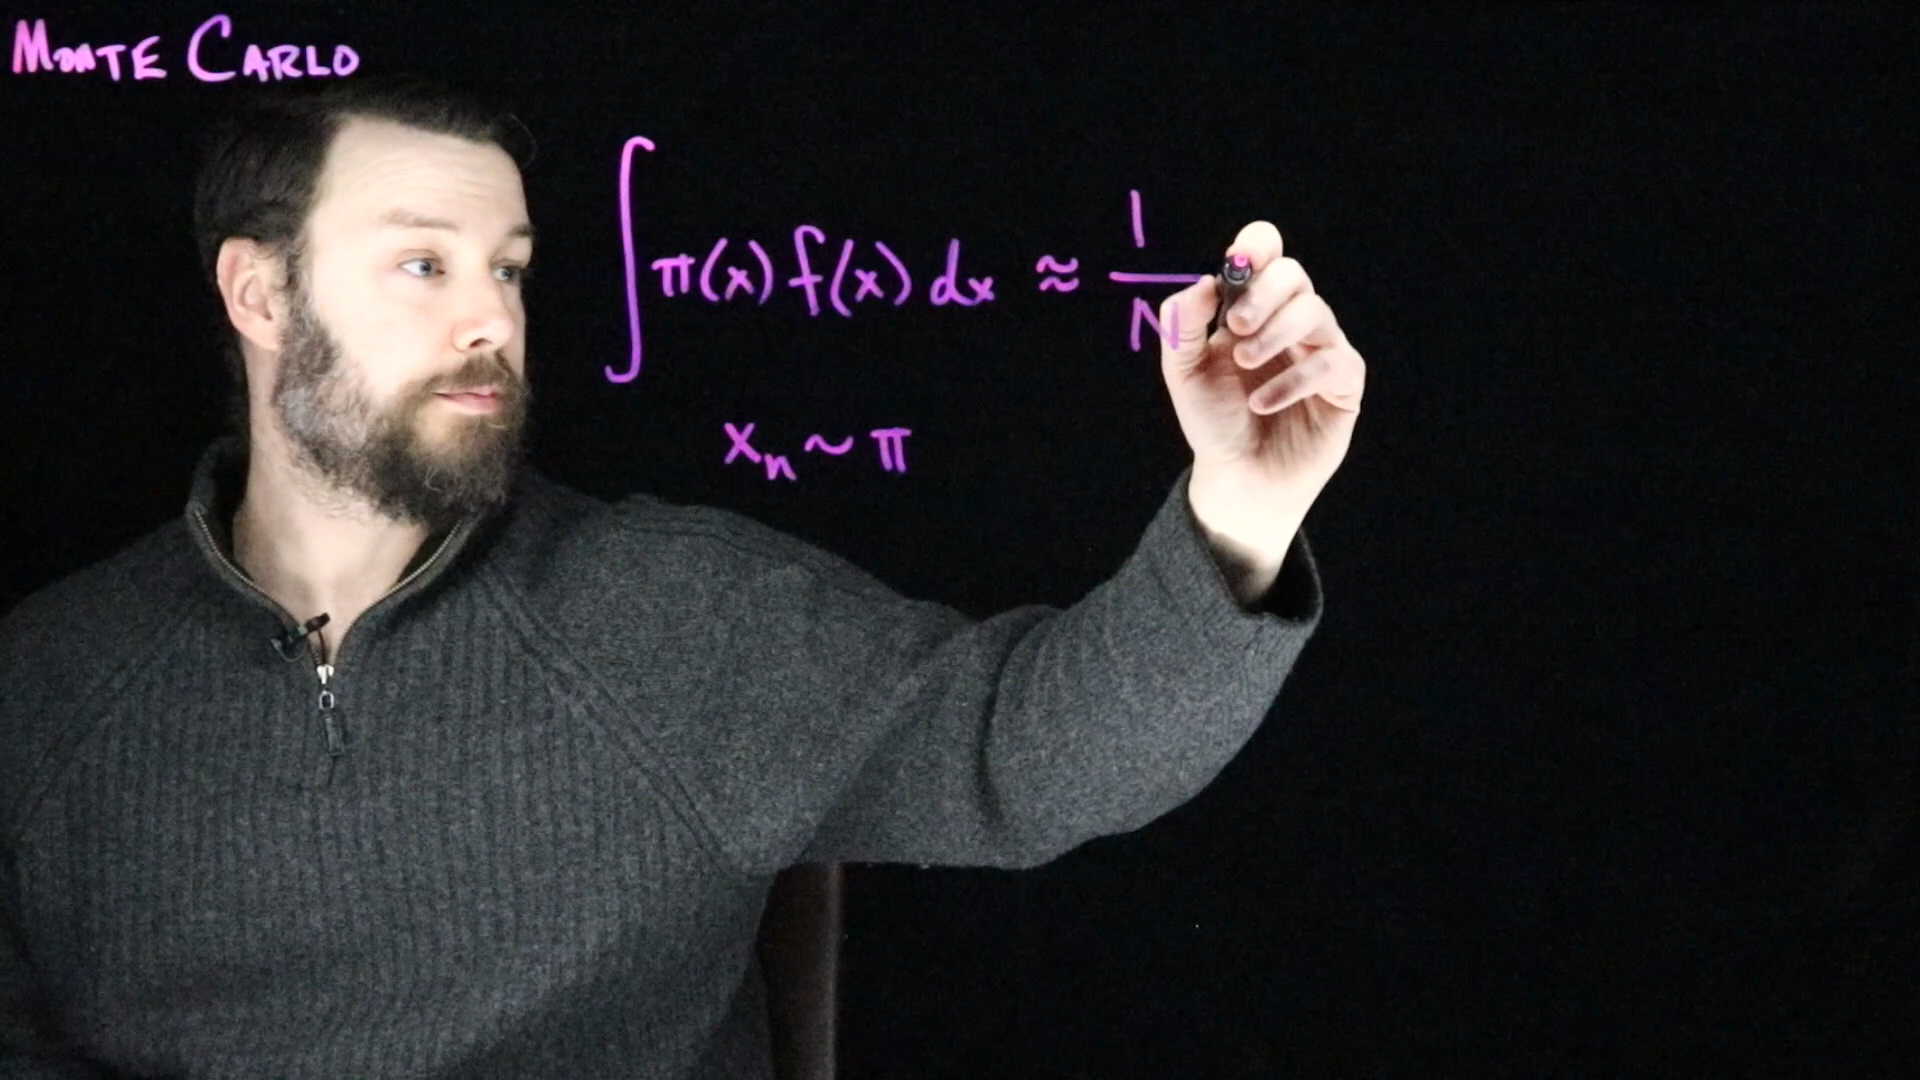 MONTE CARLO
∫π(x) f(x) dx ≈ 1/N
xₙ ~ π